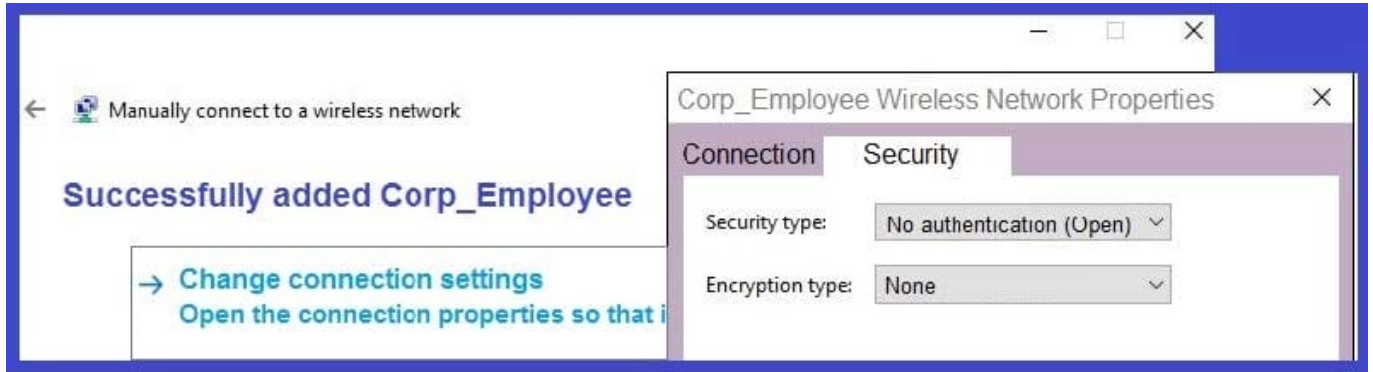 Manually connect to a wireless network
Successfully added Corp_Employee
Change connection settings
Open the connection properties so that i
Corp_Employee Wireless Network Properties
Connection Security
Security type: No authentication (Open)
Encryption type: None